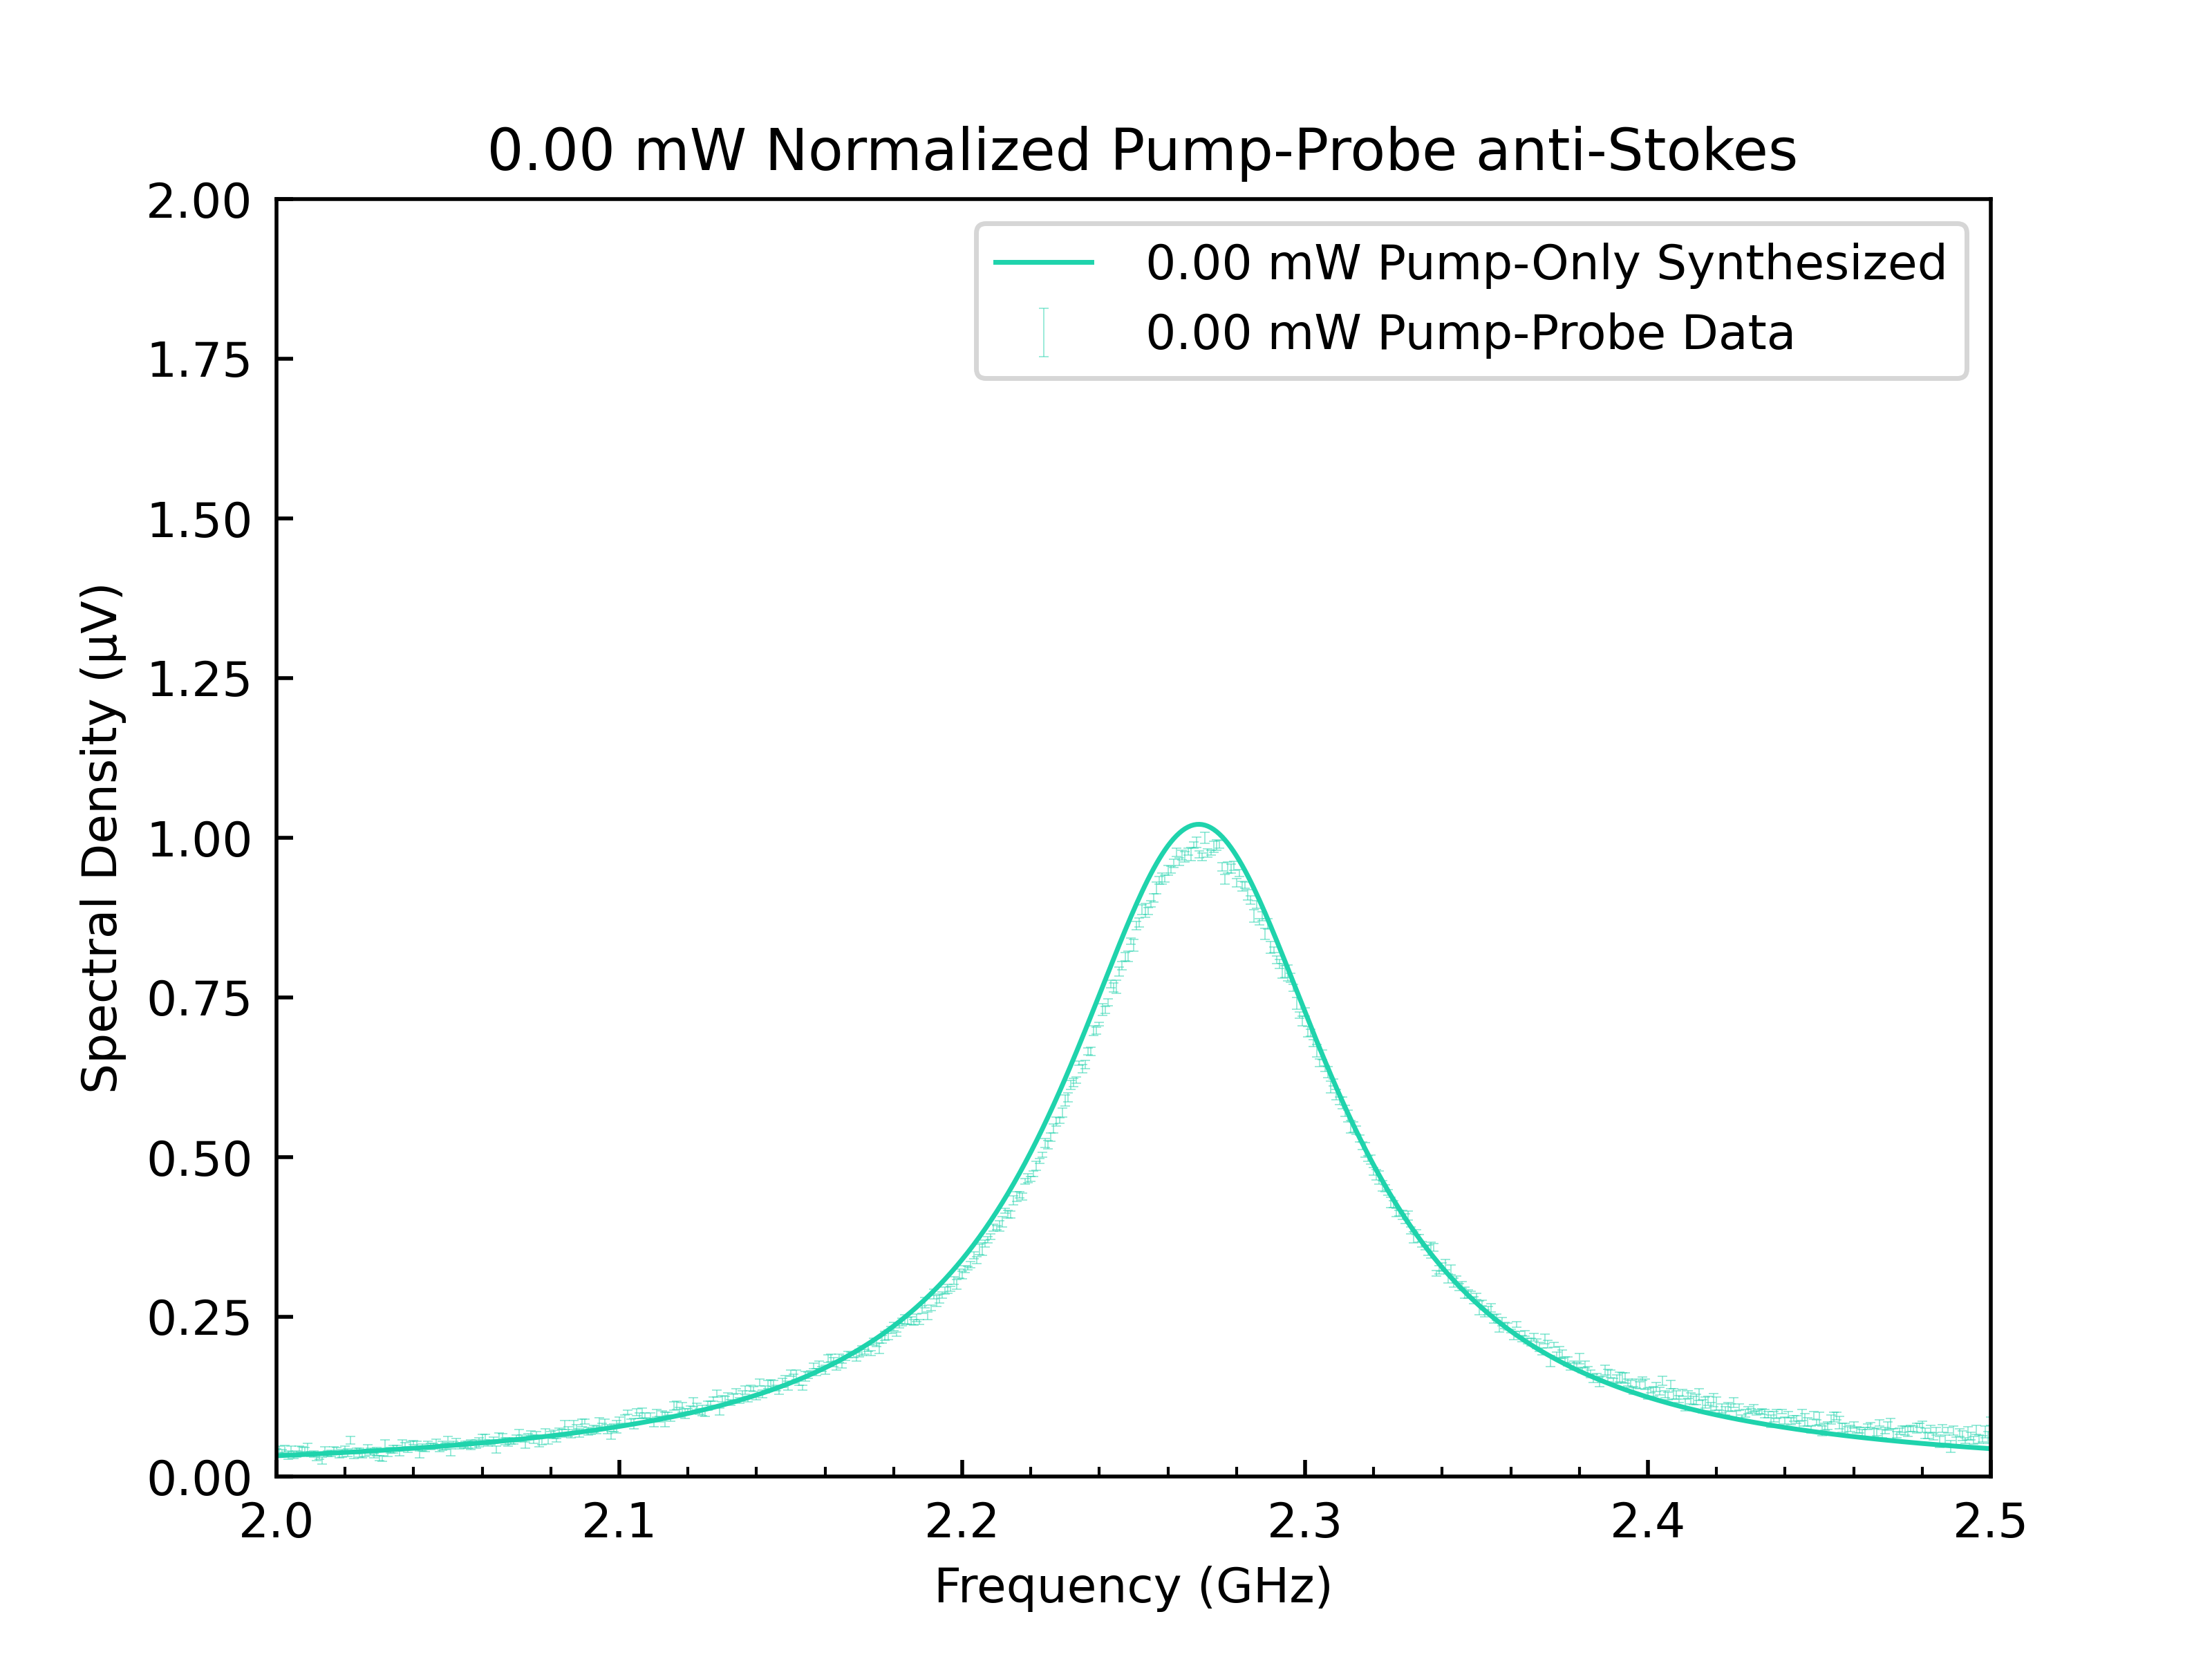 0.00 mW Normalized Pump-Probe anti-Stokes
2.00
1.75
1.50
1.25
1.00
0.75
0.50
0.25
0.00
Spectral Density (μV)
0.00 mW Pump-Only Synthesized
0.00 mW Pump-Probe Data
2.0 2.1 2.2 2.3 2.4 2.5
Frequency (GHz)